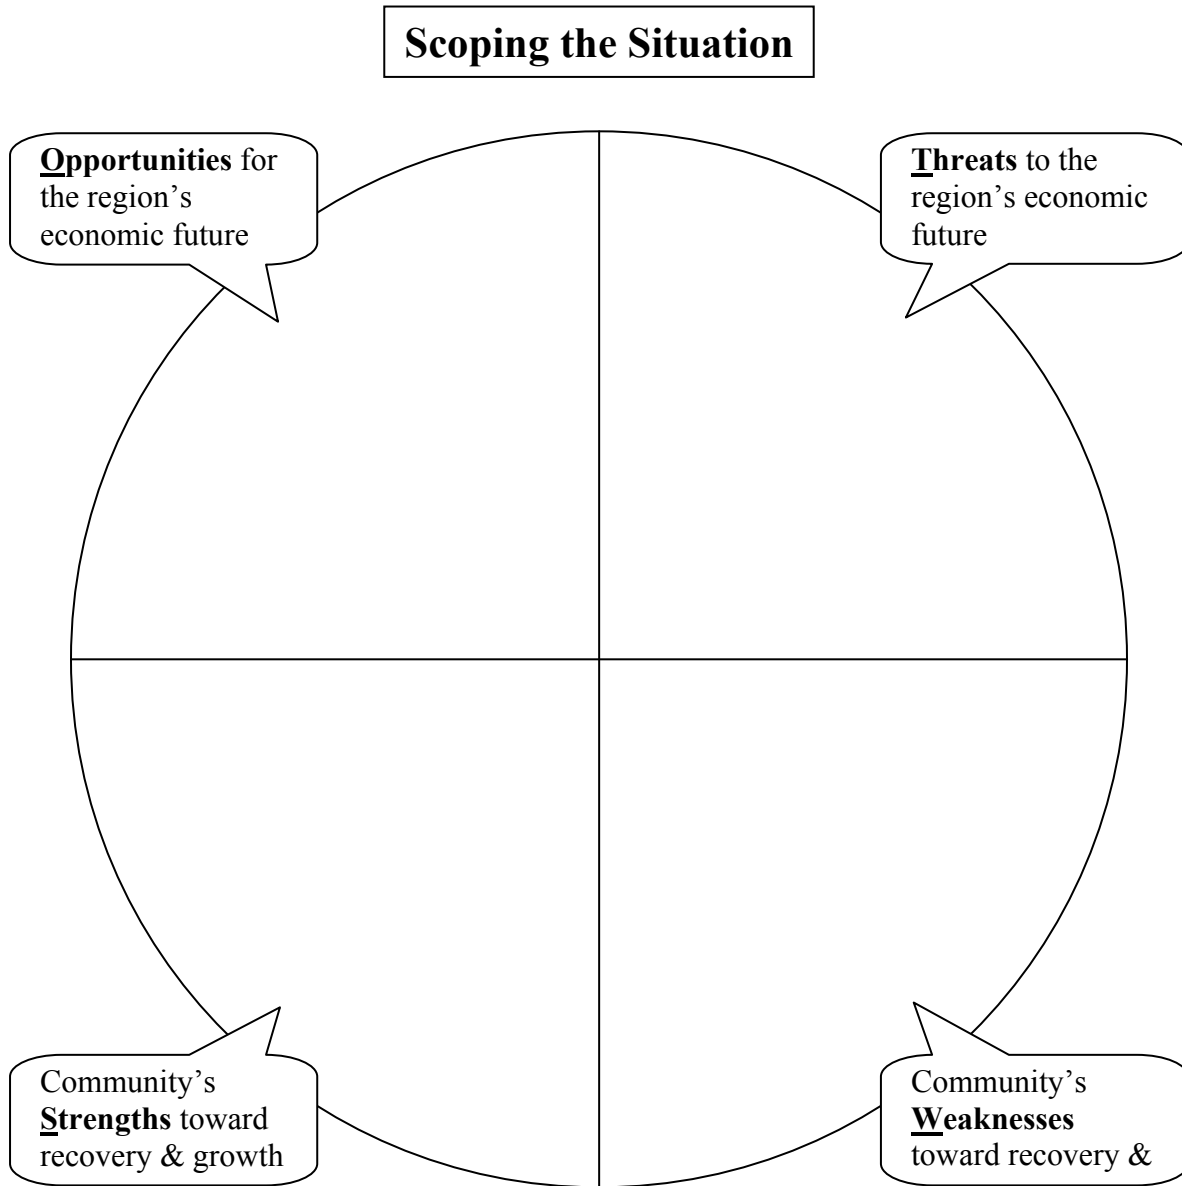 Scoping the Situation
Opportunities for
the region’s
economic future
Threats to the
region’s economic
future
Community’s
Strengths toward
recovery & growth
Community’s
Weaknesses
toward recovery &